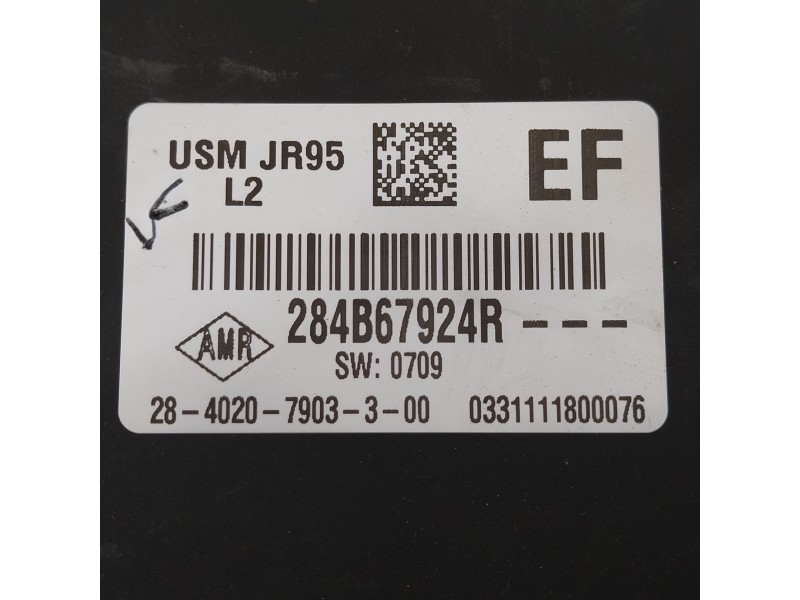 USM JR95
L2
EF
284B67924R ---
AMR
SW: 0709
28-4020-7903-3-00 0331111800076